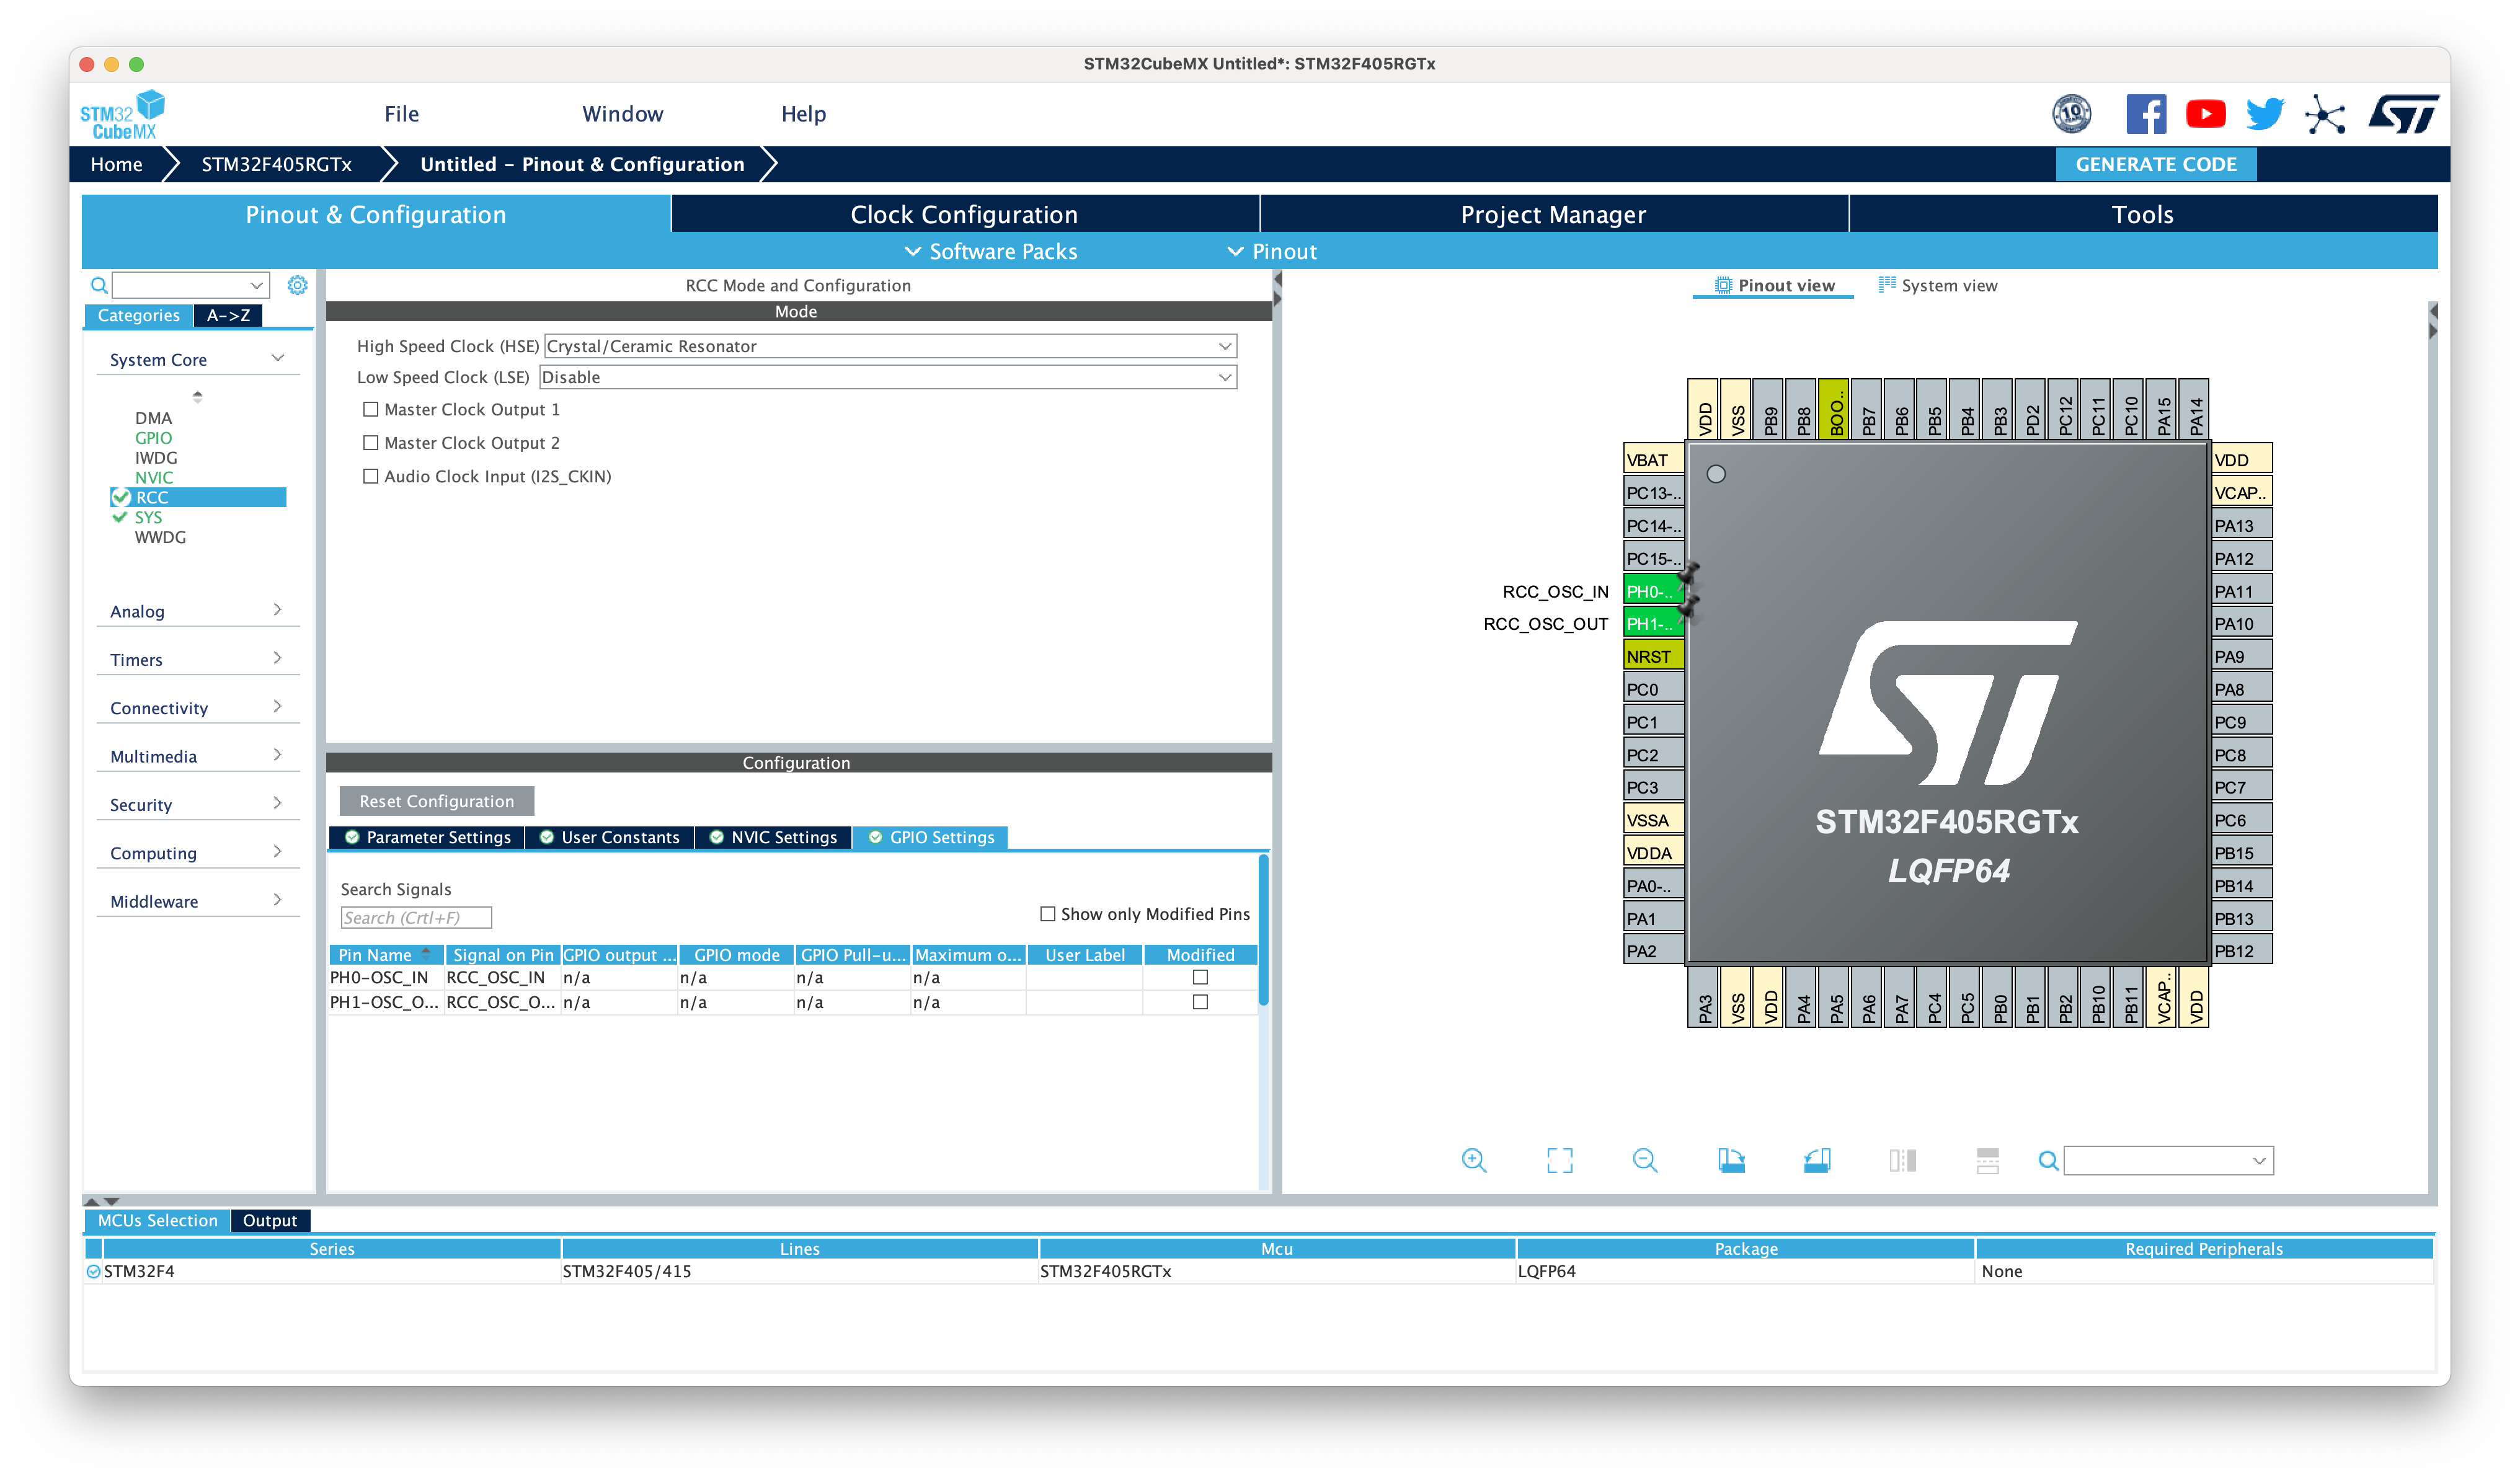 STM32CubeMX Untitled*: STM32F405RGTx
STM32
CubeMX
File
Window
Help
10
Home
STM32F405RGTx
Untitled - Pinout & Configuration
GENERATE CODE
Pinout & Configuration
Clock Configuration
Project Manager
Tools
Software Packs
Pinout
Categories
A->Z
System Core
DMA
GPIO
IWDG
NVIC
RCC
SYS
WWDG
Analog
Timers
Connectivity
Multimedia
Security
Computing
Middleware
RCC Mode and Configuration
Mode
High Speed Clock (HSE) Crystal/Ceramic Resonator
Low Speed Clock (LSE) Disable
Master Clock Output 1
Master Clock Output 2
Audio Clock Input (I2S_CKIN)
Configuration
Reset Configuration
Parameter Settings
User Constants
NVIC Settings
GPIO Settings
Search Signals
Search (Crtl+F)
Show only Modified Pins
Pin Name Signal on Pin GPIO output ... GPIO mode GPIO Pull-u... Maximum o... User Label Modified
PH0-OSC_IN RCC_OSC_IN n/a n/a n/a n/a
PH1-OSC_O... RCC_OSC_O... n/a n/a n/a n/a
Pinout view
System view
VDD
VSS
PB9
PB8
BOO..
PB7
PB6
PB5
PB4
PB3
PD2
PC12
PC11
PC10
PA15
PA14
VBAT
PC13-..
PC14-..
PC15-..
RCC_OSC_IN PH0-..
RCC_OSC_OUT PH1-..
NRST
PC0
PC1
PC2
PC3
VSSA
VDDA
PA0-..
PA1
PA2
ST
STM32F405RGTx
LQFP64
VDD
VCAP..
PA13
PA12
PA11
PA10
PA9
PA8
PC9
PC8
PC7
PC6
PB15
PB14
PB13
PB12
PA3
VSS
VDD
PA4
PA5
PA6
PA7
PC4
PC5
PB0
PB1
PB2
PB10
PB11
VCAP..
VDD
MCUs Selection
Output
Series Lines Mcu Package Required Peripherals
STM32F4 STM32F405/415 STM32F405RGTx LQFP64 None